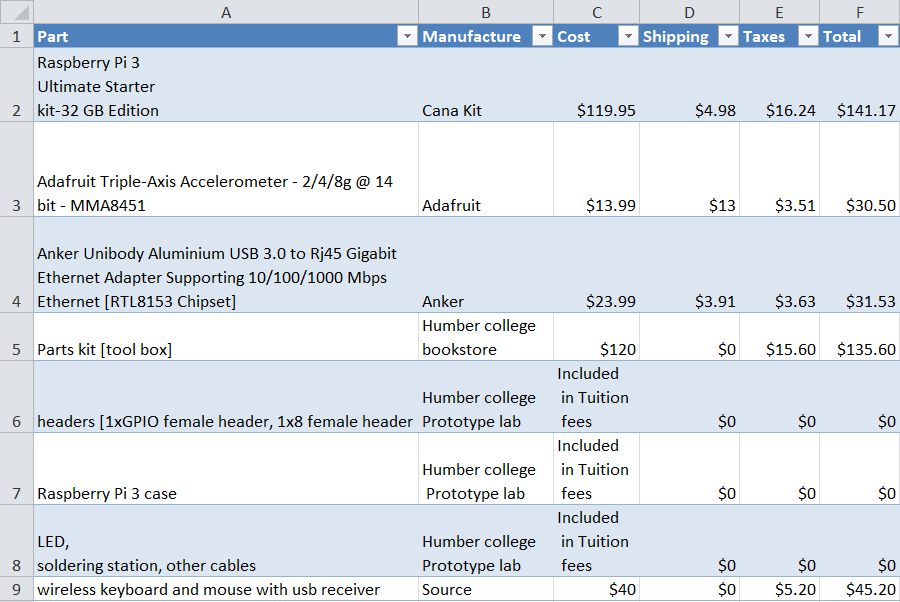 A B C D E F
1 Part Manufacture Cost Shipping Taxes Total
Raspberry Pi 3
Ultimate Starter
2 kit-32 GB Edition Cana Kit $119.95 $4.98 $16.24 $141.17
Adafruit Triple-Axis Accelerometer - 2/4/8g @ 14
3 bit - MMA8451 Adafruit $13.99 $13 $3.51 $30.50
Anker Unibody Aluminium USB 3.0 to Rj45 Gigabit
Ethernet Adapter Supporting 10/100/1000 Mbps
4 Ethernet [RTL8153 Chipset] Anker $23.99 $3.91 $3.63 $31.53
Humber college
5 Parts kit [tool box] bookstore $120 $0 $15.60 $135.60
Included
Humber college in Tuition
6 headers [1xGPIO female header, 1x8 female header Prototype lab fees $0 $0 $0
Included
Humber college in Tuition
7 Raspberry Pi 3 case Prototype lab fees $0 $0 $0
Included
LED, Humber college in Tuition
8 soldering station, other cables Prototype lab fees $0 $0 $0
9 wireless keyboard and mouse with usb receiver Source $40 $0 $5.20 $45.20